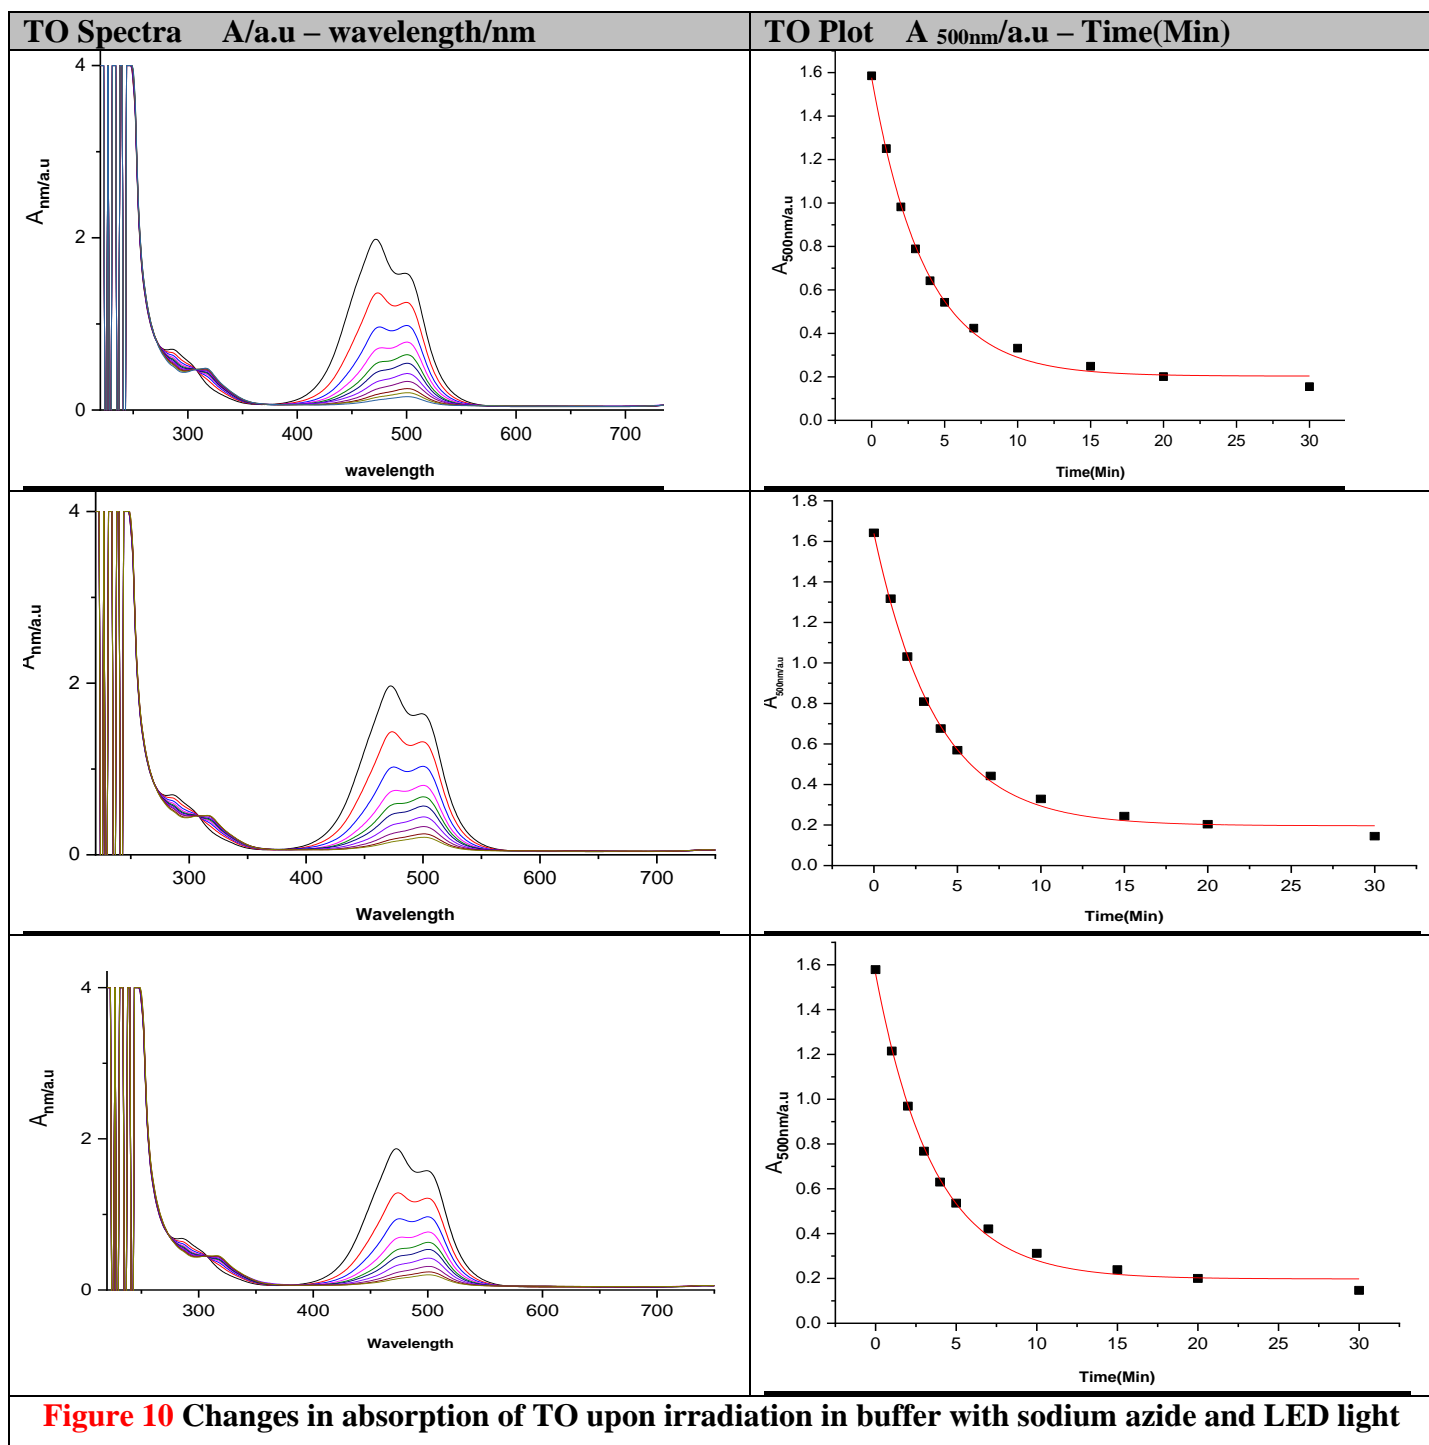 TO Spectra A/a.u – wavelength/nm
TO Plot A 500nm/a.u – Time(Min)
4
2
0
300 400 500 600 700
Anm/a.u
wavelength
1.6
1.4
1.2
1.0
0.8
0.6
0.4
0.2
0.0
0 5 10 15 20 25 30
A500nm/a.u
Time(Min)
4
2
0
300 400 500 600 700
Anm/a.u
Wavelength
1.8
1.6
1.4
1.2
1.0
0.8
0.6
0.4
0.2
0.0
0 5 10 15 20 25 30
A500nm/a.u
Time(Min)
4
2
0
300 400 500 600 700
Anm/a.u
Wavelength
1.6
1.4
1.2
1.0
0.8
0.6
0.4
0.2
0.0
0 5 10 15 20 25 30
A500nm/a.u
Time(Min)
Figure 10 Changes in absorption of TO upon irradiation in buffer with sodium azide and LED light